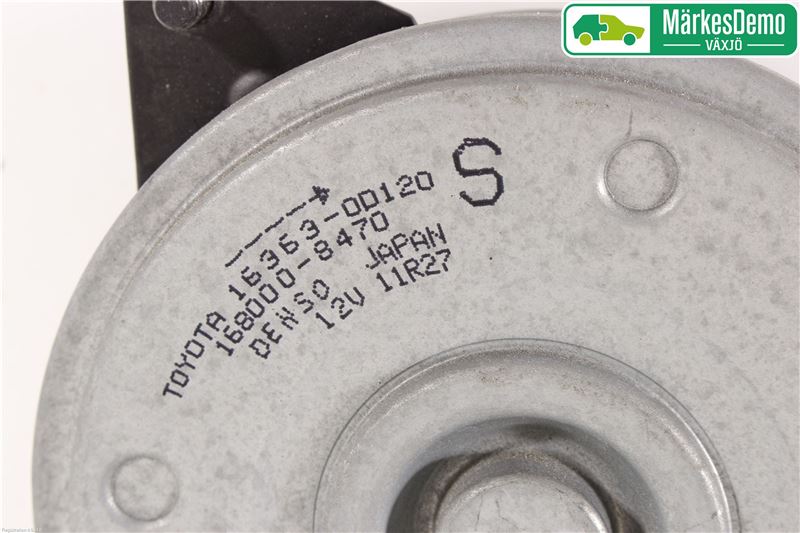 MärkesDemo
VÄXJÖ
S
TOYOTA 16363-0D120
168000-8470
DENSO JAPAN
12V 11R27